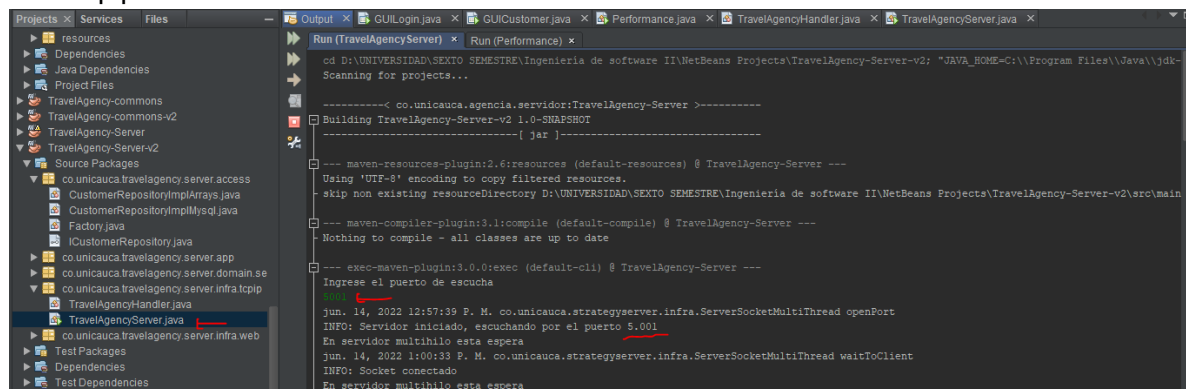 Projects × Services Files
resources
Dependencies
Java Dependencies
Project Files
TravelAgency-commons
TravelAgency-commons-v2
TravelAgency-Server
TravelAgency-Server-v2
Source Packages
co.unicauca.travelagency.server.access
CustomerRepositoryImplArrays.java
CustomerRepositoryImplMysql.java
Factory.java
ICustomerRepository.java
co.unicauca.travelagency.server.app
co.unicauca.travelagency.server.domain.se
co.unicauca.travelagency.server.infra.tcpip
TravelAgencyHandler.java
TravelAgencyServer.java
co.unicauca.travelagency.server.infra.web
Test Packages
Dependencies
Test Dependencies
Output × GUILogin.java × GUICustomer.java × Performance.java × TravelAgencyHandler.java × TravelAgencyServer.java ×
Run (TravelAgencyServer) × Run (Performance) ×
cd D:\UNIVERSIDAD\SEXTO SEMESTRE\Ingeniería de software II\NetBeans Projects\TravelAgency-Server-v2; "JAVA_HOME=C:\\Program Files\\Java\\jdk-
Scanning for projects...
----------< co.unicauca.agencia.servidor:TravelAgency-Server >----------
Building TravelAgency-Server-v2 1.0-SNAPSHOT
--------------------------------[ jar ]---------------------------------
--- maven-resources-plugin:2.6:resources (default-resources) @ TravelAgency-Server ---
Using 'UTF-8' encoding to copy filtered resources.
skip non existing resourceDirectory D:\UNIVERSIDAD\SEXTO SEMESTRE\Ingeniería de software II\NetBeans Projects\TravelAgency-Server-v2\src\main
--- maven-compiler-plugin:3.1:compile (default-compile) @ TravelAgency-Server ---
Nothing to compile - all classes are up to date
--- exec-maven-plugin:3.0.0:exec (default-cli) @ TravelAgency-Server ---
Ingrese el puerto de escucha
5001
jun. 14, 2022 12:57:39 P. M. co.unicauca.strategyserver.infra.ServerSocketMultiThread openPort
INFO: Servidor iniciado, escuchando por el puerto 5.001
En servidor multihilo esta espera
jun. 14, 2022 1:00:33 P. M. co.unicauca.strategyserver.infra.ServerSocketMultiThread waitToClient
INFO: Socket conectado
En servidor multihilo esta espera